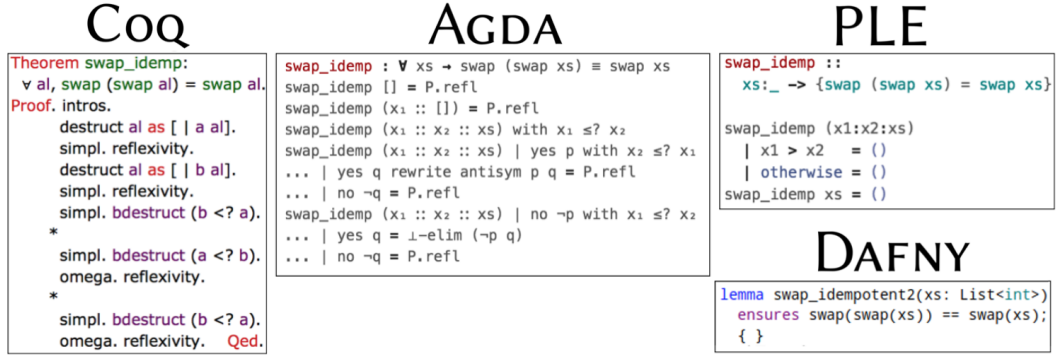 COQ
Theorem swap_idemp:
∀ al, swap (swap al) = swap al.
Proof. intros.
destruct al as [ | a al].
simpl. reflexivity.
destruct al as [ | b al].
simpl. reflexivity.
simpl. bdestruct (b <? a).
*
simpl. bdestruct (a <? b).
omega. reflexivity.
*
simpl. bdestruct (b <? a).
omega. reflexivity. Qed.
AGDA
swap_idemp : ∀ xs → swap (swap xs) ≡ swap xs
swap_idemp [] = P.refl
swap_idemp (x₁ :: []) = P.refl
swap_idemp (x₁ :: x₂ :: xs) with x₁ ≤? x₂
swap_idemp (x₁ :: x₂ :: xs) | yes p with x₂ ≤? x₁
... | yes q rewrite antisym p q = P.refl
... | no ¬q = P.refl
swap_idemp (x₁ :: x₂ :: xs) | no ¬p with x₁ ≤? x₂
... | yes q = ⊥-elim (¬p q)
... | no ¬q = P.refl
PLE
swap_idemp ::
xs:_ -> {swap (swap xs) = swap xs}
swap_idemp (x1:x2:xs)
| x1 > x2 = ()
| otherwise = ()
swap_idemp xs = ()
DAFNY
lemma swap_idempotent2(xs: List<int>)
ensures swap(swap(xs)) == swap(xs);
{ }